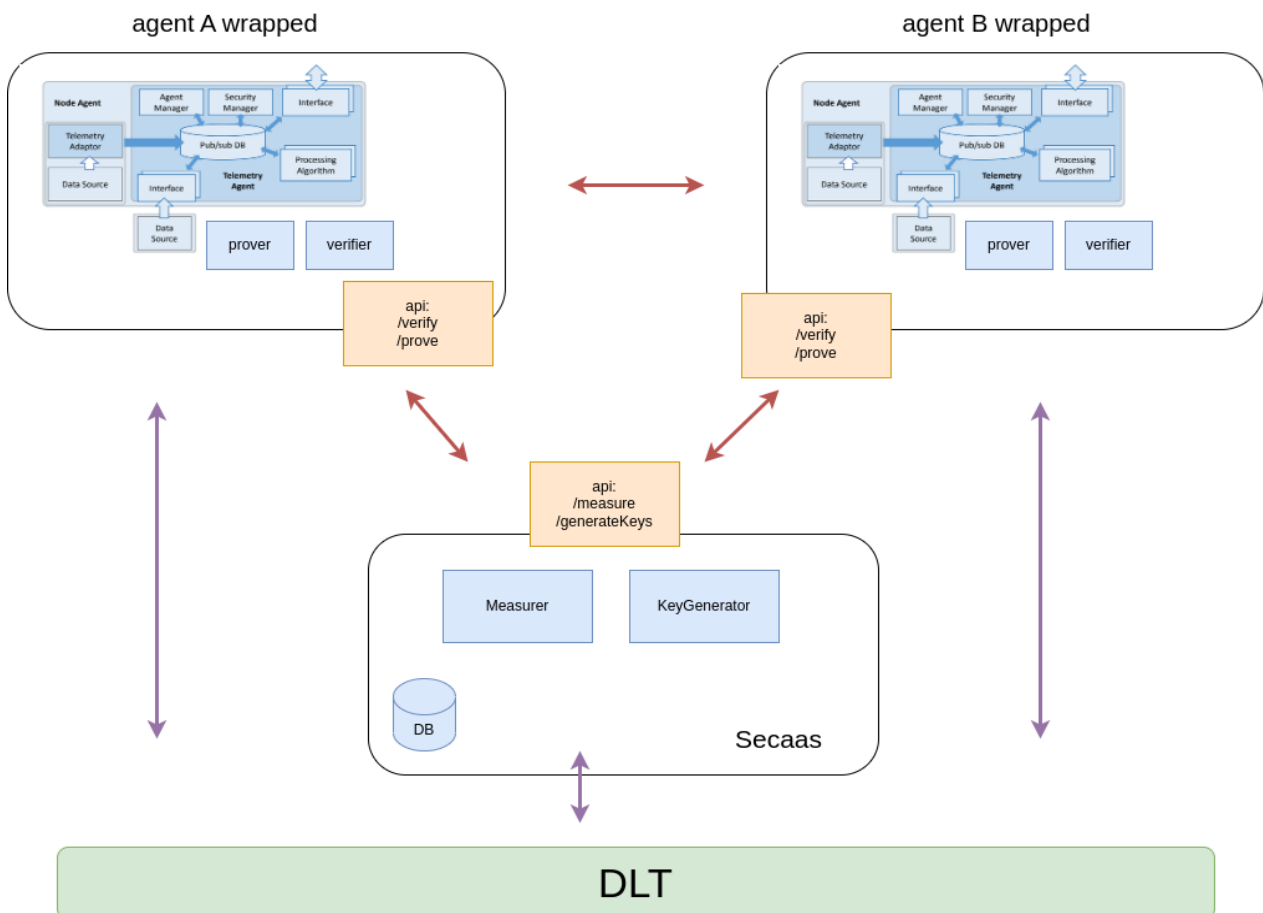 agent A wrapped
agent B wrapped
Node Agent
Agent
Manager
Security
Manager
Interface
Telemetry
Adaptor
Pub/sub DB
Processing
Algorithm
Data Source
Interface
Telemetry
Agent
Data
Source
prover
verifier
api:
/verify
/prove
Node Agent
Agent
Manager
Security
Manager
Interface
Telemetry
Adaptor
Pub/sub DB
Processing
Algorithm
Data Source
Interface
Telemetry
Agent
Data
Source
prover
verifier
api:
/verify
/prove
api:
/measure
/generateKeys
Measurer
KeyGenerator
DB
Secaas
DLT